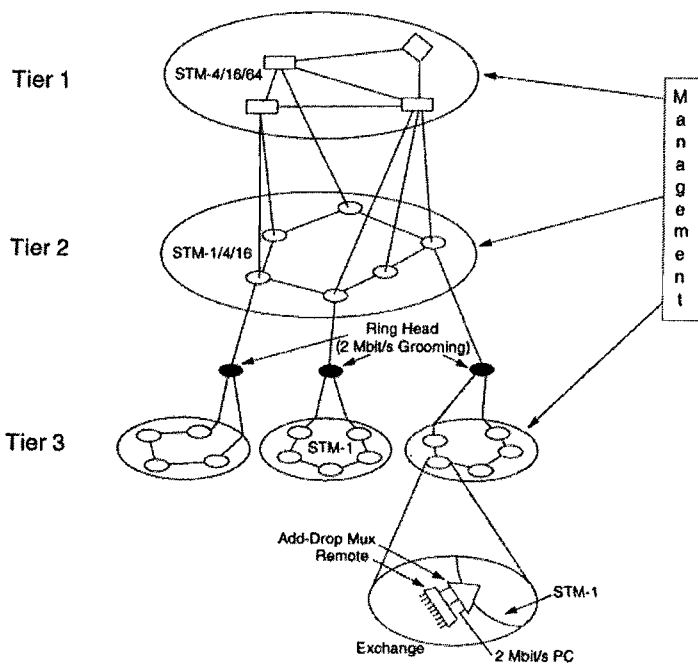 Tier 1
STM-4/16/64
Management
Tier 2
STM-1/4/16
Ring Head
(2 Mbit/s Grooming)
Tier 3
STM-1
Add-Drop Mux
Remote
STM-1
Exchange
2 Mbit/s PC